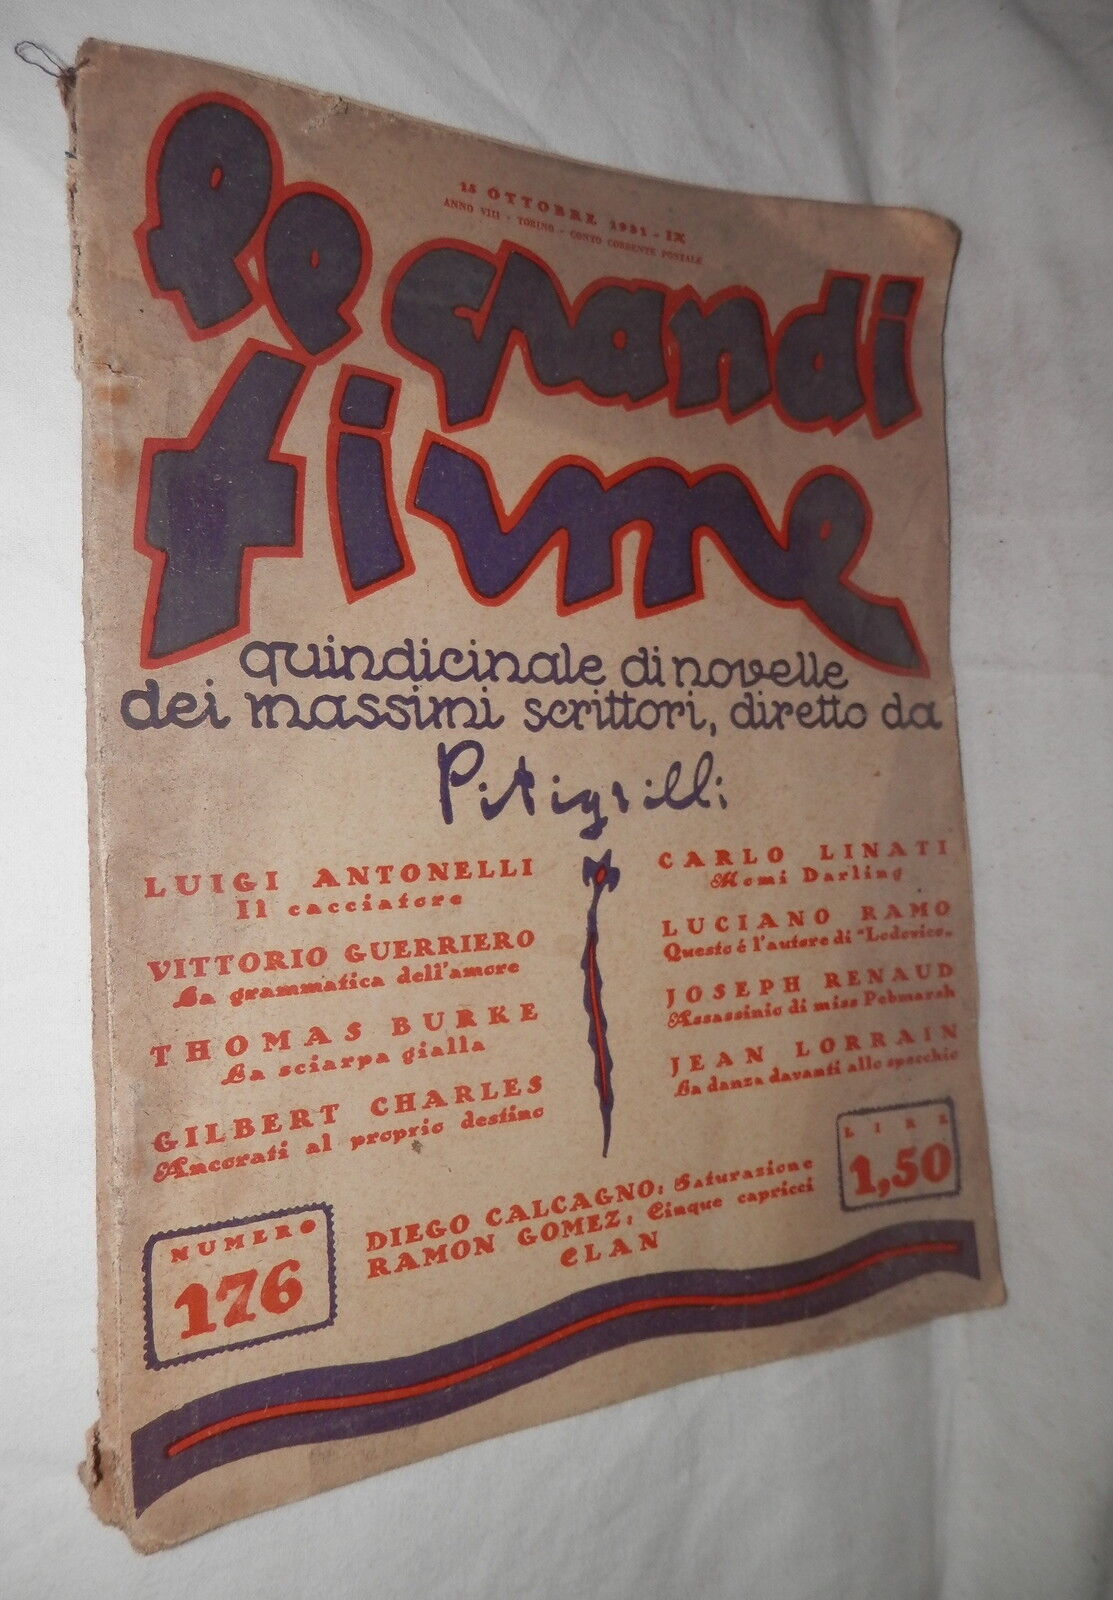 15 OTTOBRE 1931 - IX
ANNO VIII - TORINO - CONTO CORRENTE POSTALE
le grandi
firme
quindicinale di novelle
dei massimi scrittori, diretto da
Pitigrilli
LUIGI ANTONELLI
Il cacciatore
VITTORIO GUERRIERO
La grammatica dell'amore
THOMAS BURKE
La sciarpa gialla
GILBERT CHARLES
Ancorati al proprio destino
CARLO LINATI
Momi Darling
LUCIANO RAMO
Questo é l'autore di "Lodovico„
JOSEPH RENAUD
Assassinio di miss Pebmarsh
JEAN LORRAIN
La danza davanti allo specchio
DIEGO CALCAGNO: Saturazione
RAMON GOMEZ: Cinque capricci
CLAN
NUMERO
176
LIRE
1,50